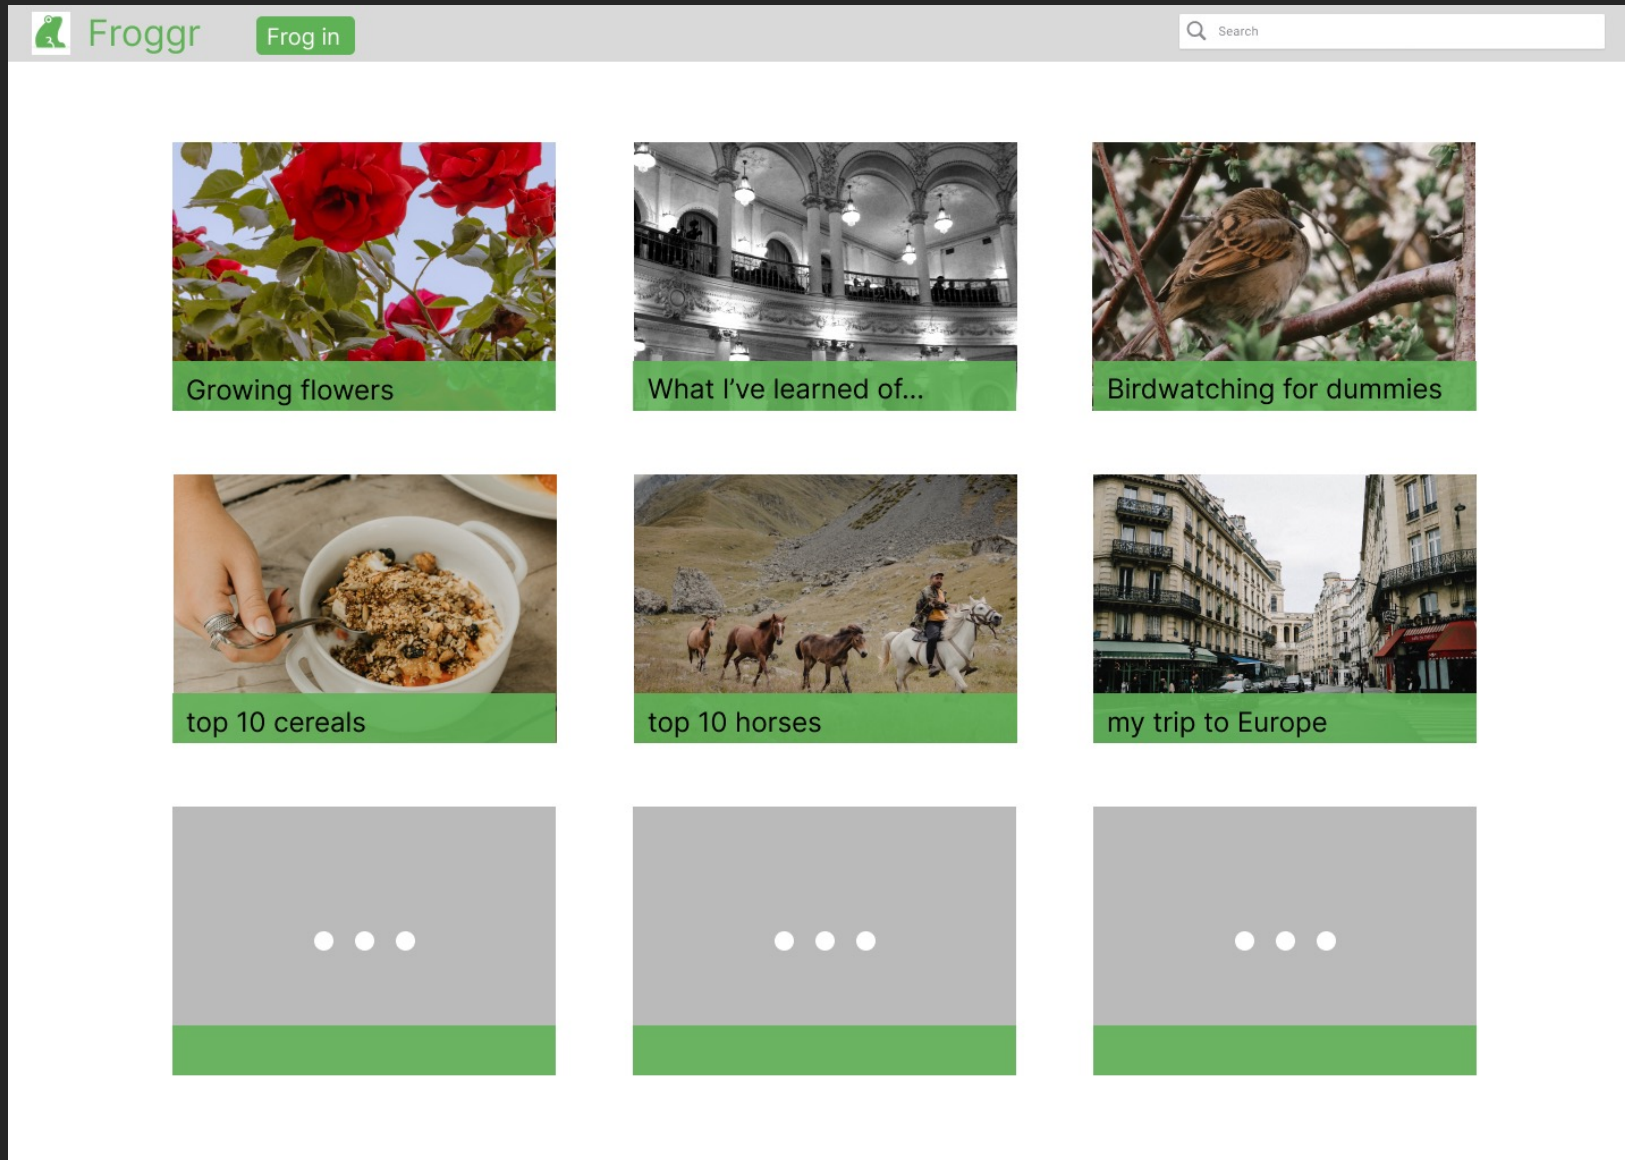 Froggr
Frog in
Search
Growing flowers
What I’ve learned of...
Birdwatching for dummies
top 10 cereals
top 10 horses
my trip to Europe